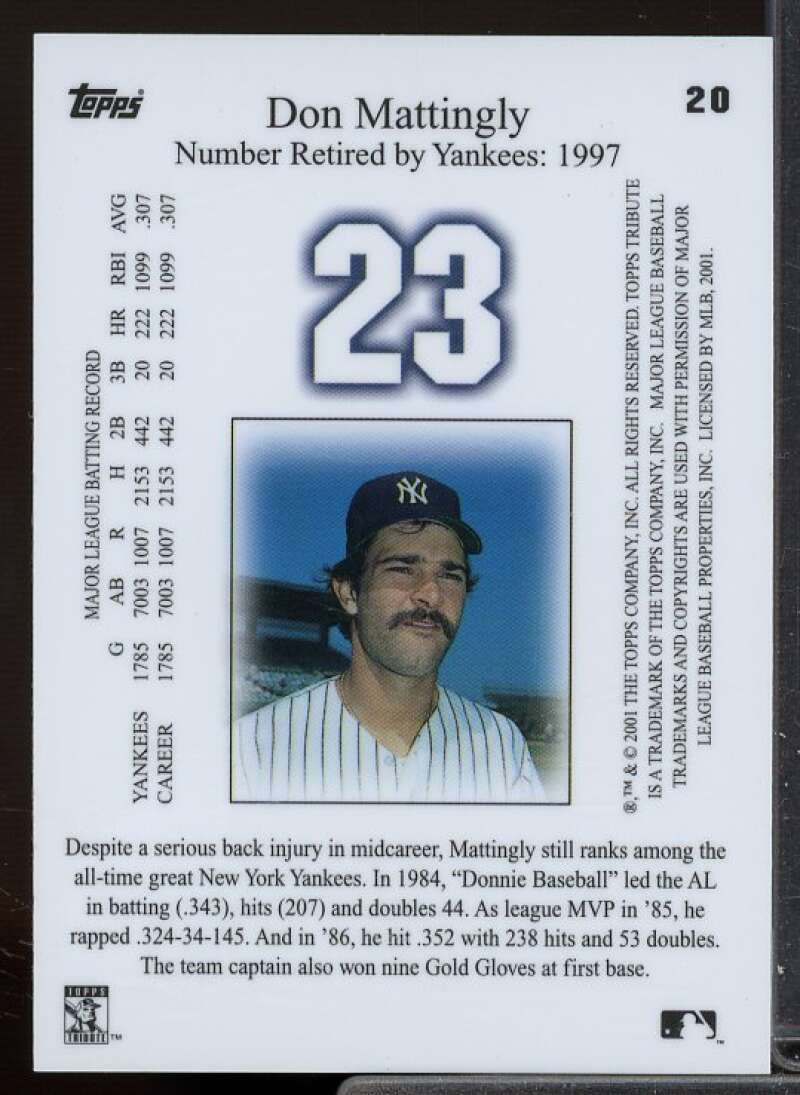 TOPPS
20
Don Mattingly
Number Retired by Yankees: 1997
23
MAJOR LEAGUE BATTING RECORD
G AB R H 2B 3B HR RBI AVG
YANKEES 1785 7003 1007 2153 442 20 222 1099 .307
CAREER 1785 7003 1007 2153 442 20 222 1099 .307
NY
®,™ & © 2001 THE TOPPS COMPANY, INC. ALL RIGHTS RESERVED. TOPPS TRIBUTE
IS A TRADEMARK OF THE TOPPS COMPANY, INC. MAJOR LEAGUE BASEBALL
TRADEMARKS AND COPYRIGHTS ARE USED WITH PERMISSION OF MAJOR
LEAGUE BASEBALL PROPERTIES, INC. LICENSED BY MLB, 2001.
Despite a serious back injury in midcareer, Mattingly still ranks among the
all-time great New York Yankees. In 1984, “Donnie Baseball” led the AL
in batting (.343), hits (207) and doubles 44. As league MVP in ’85, he
rapped .324-34-145. And in ’86, he hit .352 with 238 hits and 53 doubles.
The team captain also won nine Gold Gloves at first base.
TOPPS
TRIBUTE ™
™